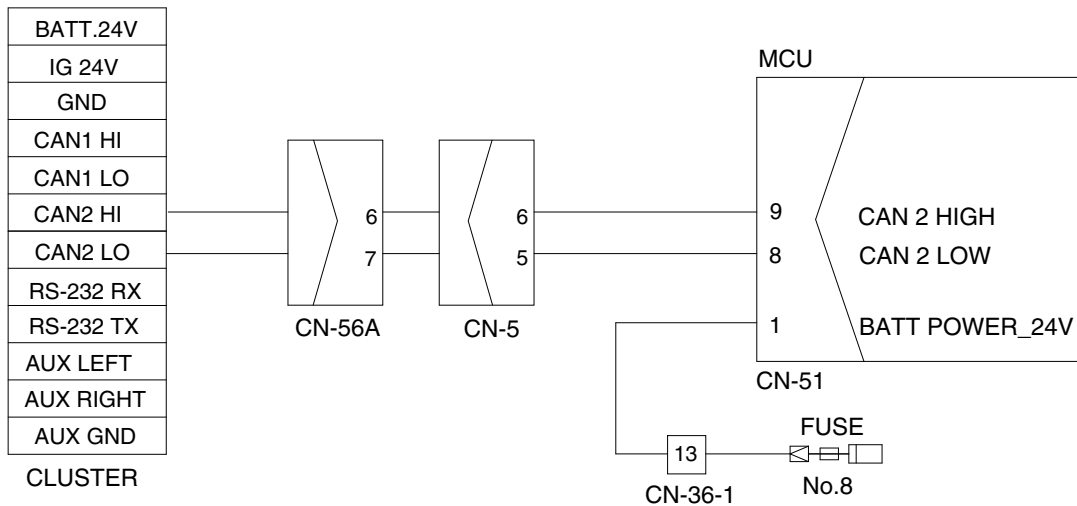 BATT.24V
IG 24V
GND
CAN1 HI
CAN1 LO
CAN2 HI
CAN2 LO
RS-232 RX
RS-232 TX
AUX LEFT
AUX RIGHT
AUX GND
CLUSTER
6
7
CN-56A
6
5
CN-5
MCU
9 CAN 2 HIGH
8 CAN 2 LOW
1 BATT POWER_24V
CN-51
13
CN-36-1
FUSE
No.8